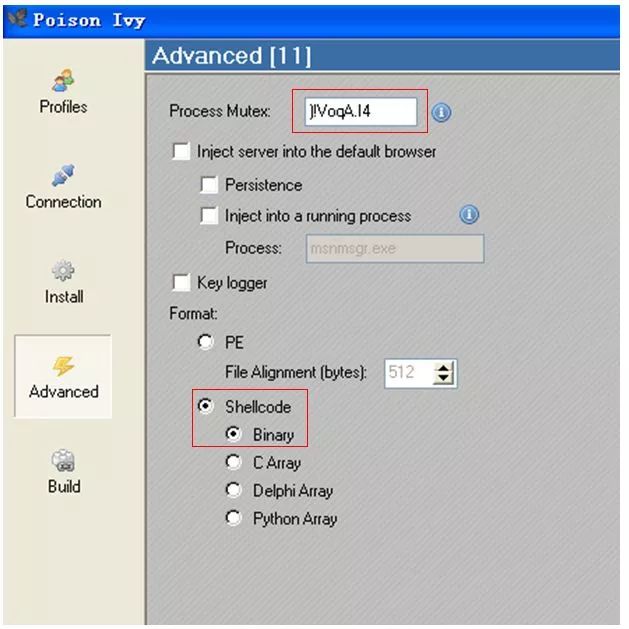 Poison Ivy
Advanced [11]
Profiles
Process Mutex: )!VoqA.I4
Inject server into the default browser
Persistence
Connection
Inject into a running process
Process: msnmsgr.exe
Key logger
Install
Format:
PE
File Alignment (bytes): 512
Advanced
Shellcode
Binary
C Array
Build
Delphi Array
Python Array